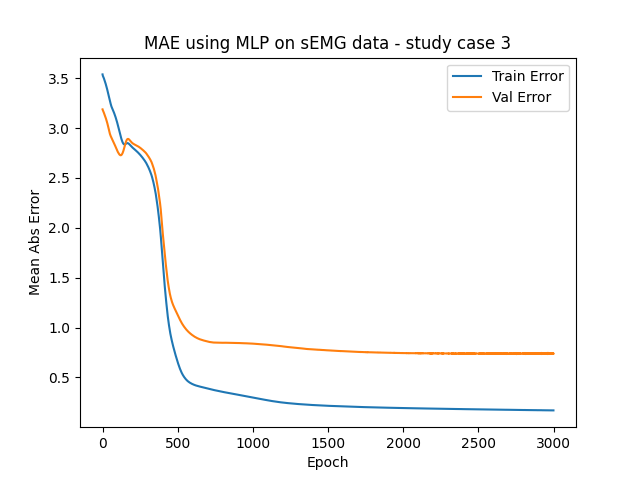 MAE using MLP on sEMG data - study case 3
Train Error
Val Error
Mean Abs Error
3.5
3.0
2.5
2.0
1.5
1.0
0.5
0 500 1000 1500 2000 2500 3000
Epoch